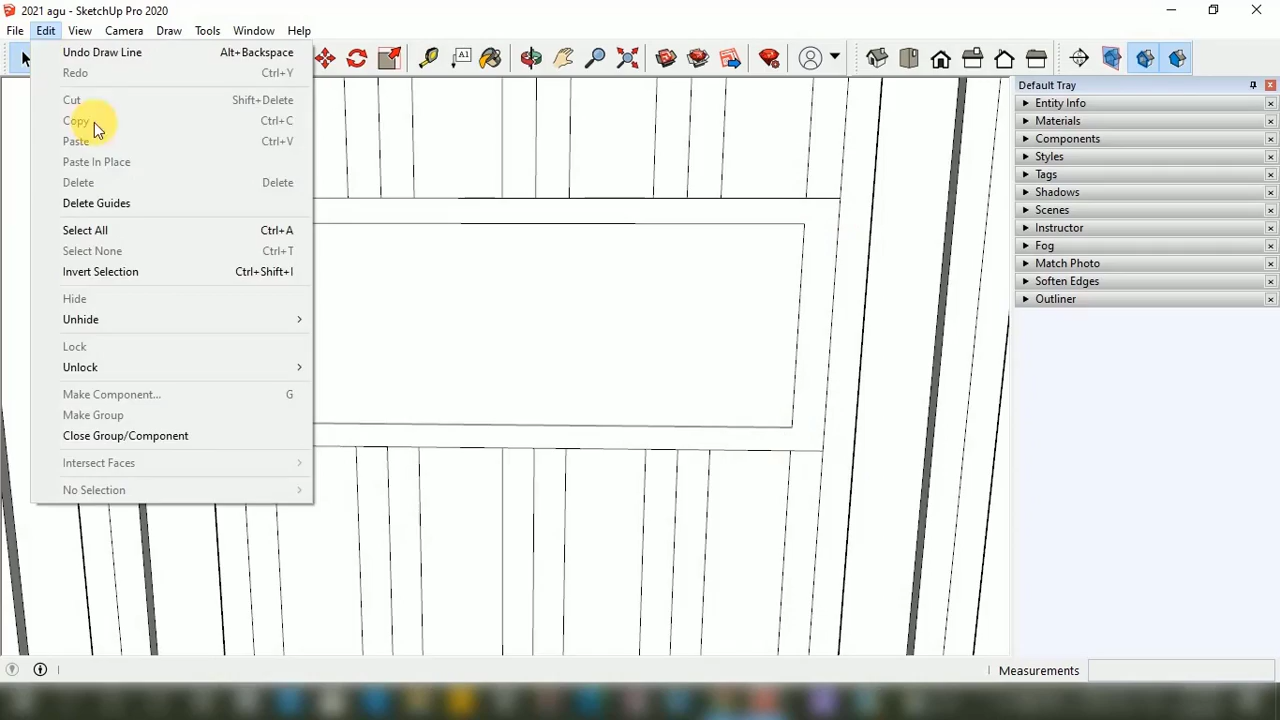 2021 agu - SketchUp Pro 2020
File Edit View Camera Draw Tools Window Help
A1
Undo Draw Line Alt+Backspace
Redo Ctrl+Y
Cut Shift+Delete
Copy Ctrl+C
Paste Ctrl+V
Paste In Place
Delete Delete
Delete Guides
Select All Ctrl+A
Select None Ctrl+T
Invert Selection Ctrl+Shift+I
Hide
Unhide
Lock
Unlock
Make Component... G
Make Group
Close Group/Component
Intersect Faces
No Selection
Default Tray
Entity Info
Materials
Components
Styles
Tags
Shadows
Scenes
Instructor
Fog
Match Photo
Soften Edges
Outliner
Measurements